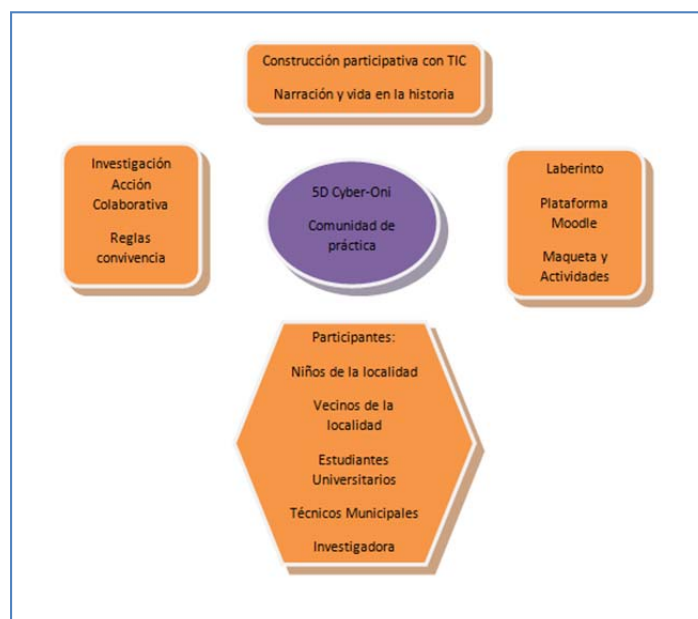 Construcción participativa con TIC
Narración y vida en la historia
Investigación
Acción
Colaborativa
Reglas
convivencia
5D Cyber-Oni
Comunidad de
práctica
Laberinto
Plataforma
Moodle
Maqueta y
Actividades
Participantes:
Niños de la localidad
Vecinos de la
localidad
Estudiantes
Universitarios
Técnicos Municipales
Investigadora